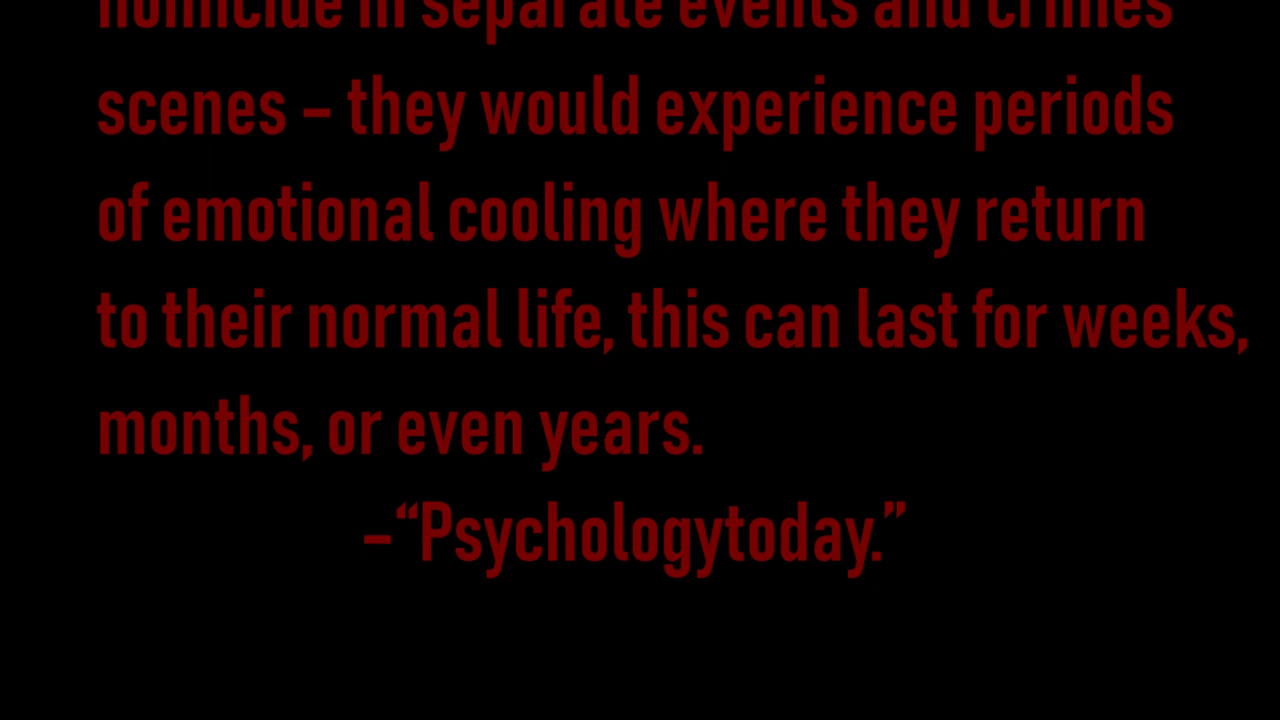 homicide in separate events and crimes
scenes – they would experience periods
of emotional cooling where they return
to their normal life, this can last for weeks,
months, or even years.
–“Psychologytoday.”